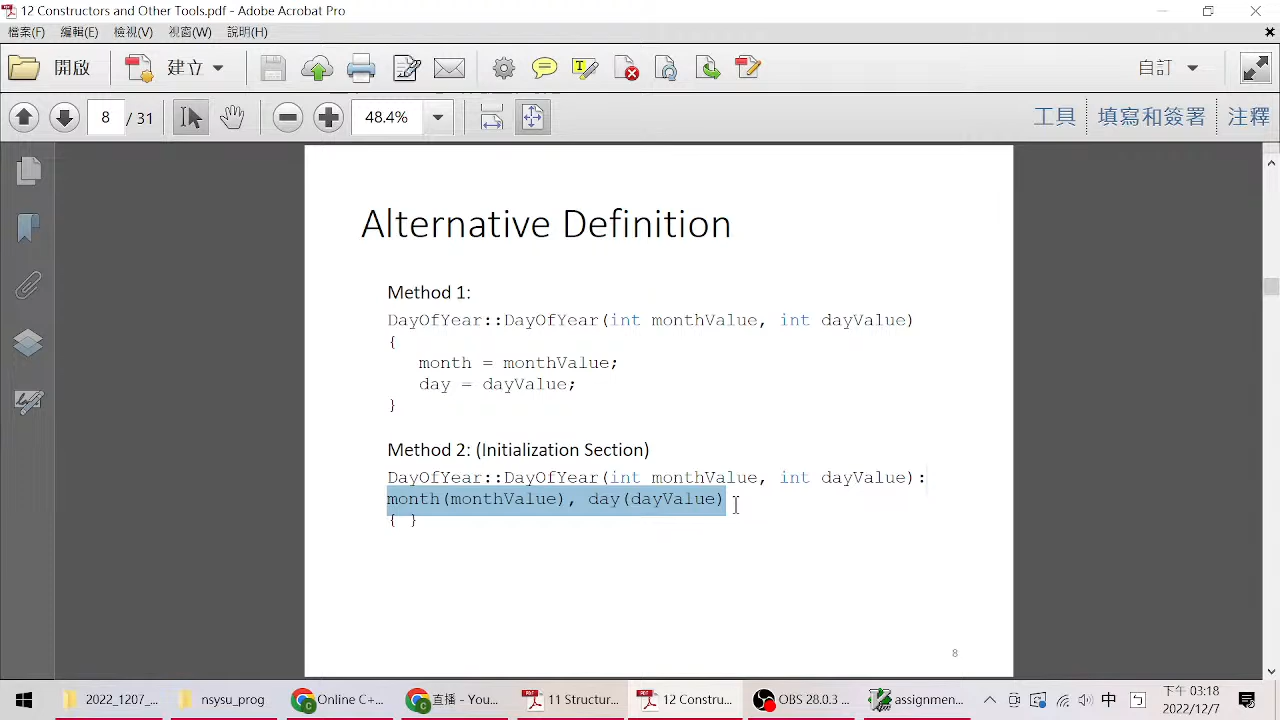 12 Constructors and Other Tools.pdf - Adobe Acrobat Pro
檔案(F) 編輯(E) 檢視(V) 視窗(W) 說明(H)
開啟 建立 自訂
8 / 31 48.4% 工具 填寫和簽署 注釋
Alternative Definition
Method 1:
DayOfYear::DayOfYear(int monthValue, int dayValue)
{
month = monthValue;
day = dayValue;
}
Method 2: (Initialization Section)
DayOfYear::DayOfYear(int monthValue, int dayValue):
month(monthValue), day(dayValue)
{ }
8
2022_1207_... nsysu_prog Online C+... 直播 - You... 11 Structur... 12 Constru... OBS 28.0.3 ... assignmen... 中 下午 03:18
2022/12/7